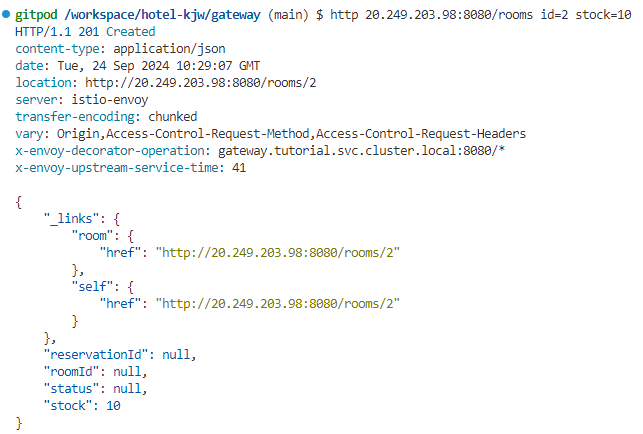 gitpod /workspace/hotel-kjw/gateway (main) $ http 20.249.203.98:8080/rooms id=2 stock=10
HTTP/1.1 201 Created
content-type: application/json
date: Tue, 24 Sep 2024 10:29:07 GMT
location: http://20.249.203.98:8080/rooms/2
server: istio-envoy
transfer-encoding: chunked
vary: Origin,Access-Control-Request-Method,Access-Control-Request-Headers
x-envoy-decorator-operation: gateway.tutorial.svc.cluster.local:8080/*
x-envoy-upstream-service-time: 41

{
    "_links": {
        "room": {
            "href": "http://20.249.203.98:8080/rooms/2"
        },
        "self": {
            "href": "http://20.249.203.98:8080/rooms/2"
        }
    },
    "reservationId": null,
    "roomId": null,
    "status": null,
    "stock": 10
}